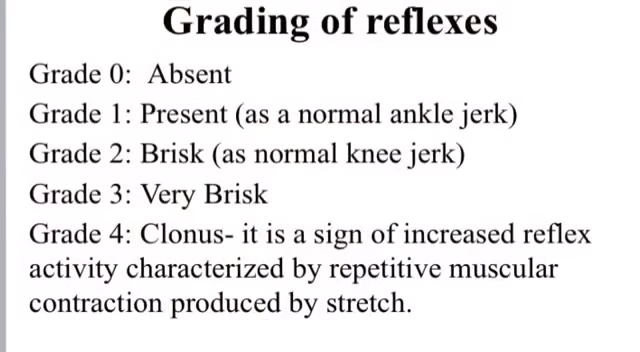 Grading of reflexes
Grade 0:  Absent
Grade 1: Present (as a normal ankle jerk)
Grade 2: Brisk (as normal knee jerk)
Grade 3: Very Brisk
Grade 4: Clonus- it is a sign of increased reflex
activity characterized by repetitive muscular
contraction produced by stretch.